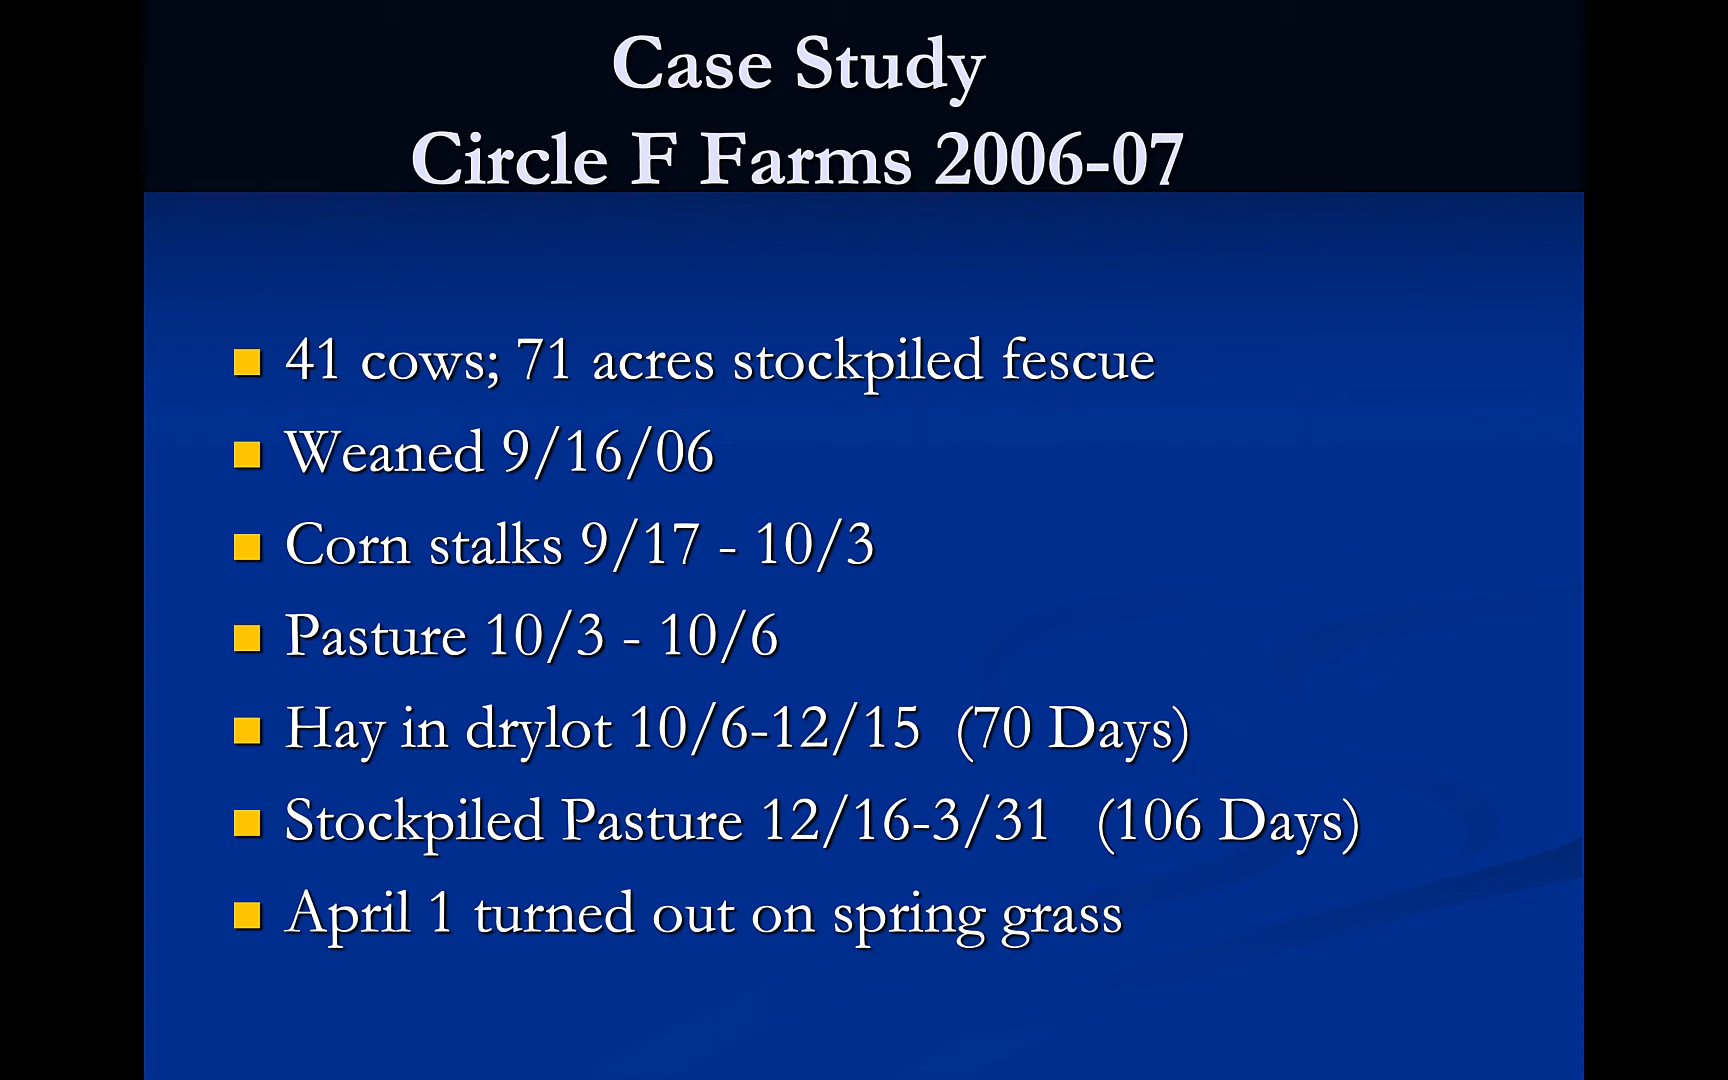 Case Study
Circle F Farms 2006-07
41 cows; 71 acres stockpiled fescue
Weaned 9/16/06
Corn stalks 9/17 - 10/3
Pasture 10/3 - 10/6
Hay in drylot 10/6-12/15 (70 Days)
Stockpiled Pasture 12/16-3/31 (106 Days)
April 1 turned out on spring grass